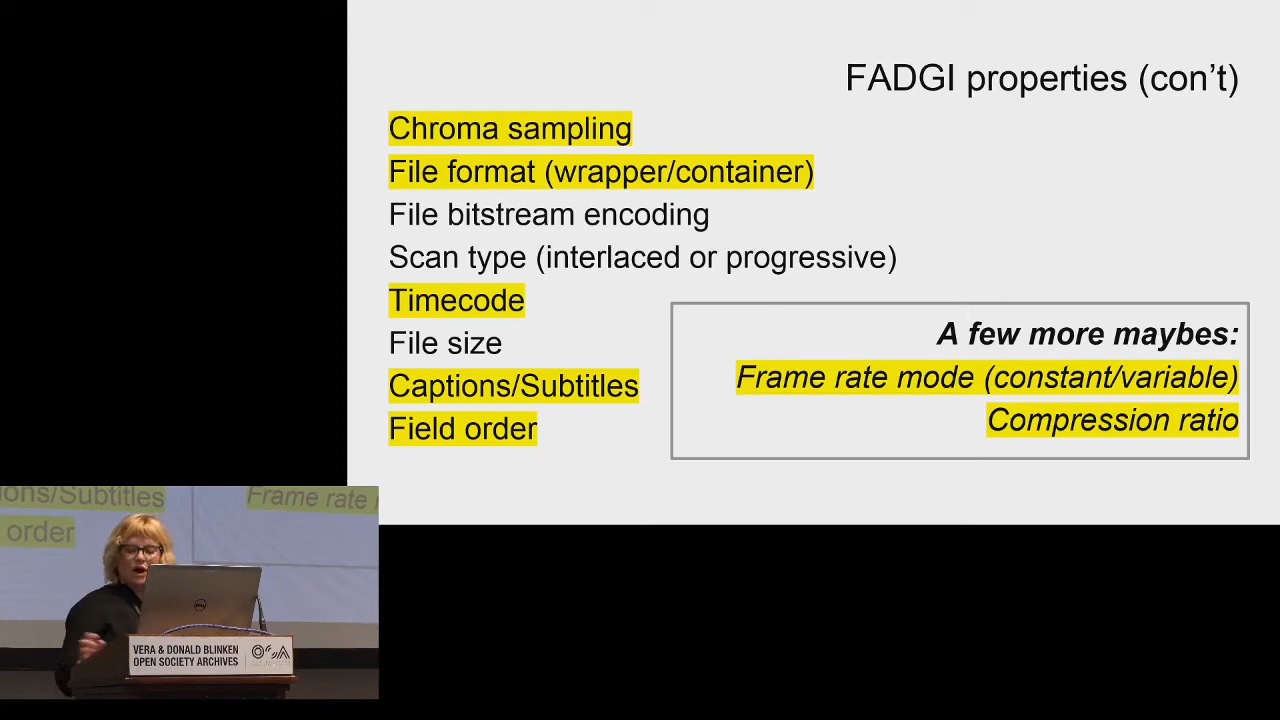 FADGI properties (con't)
Chroma sampling
File format (wrapper/container)
File bitstream encoding
Scan type (interlaced or progressive)
Timecode
File size
Captions/Subtitles
Field order
A few more maybes:
Frame rate mode (constant/variable)
Compression ratio
ons/Subtitles
Frame rate
order
DELL
VERA & DONALD BLINKEN
OPEN SOCIETY ARCHIVES
OSA